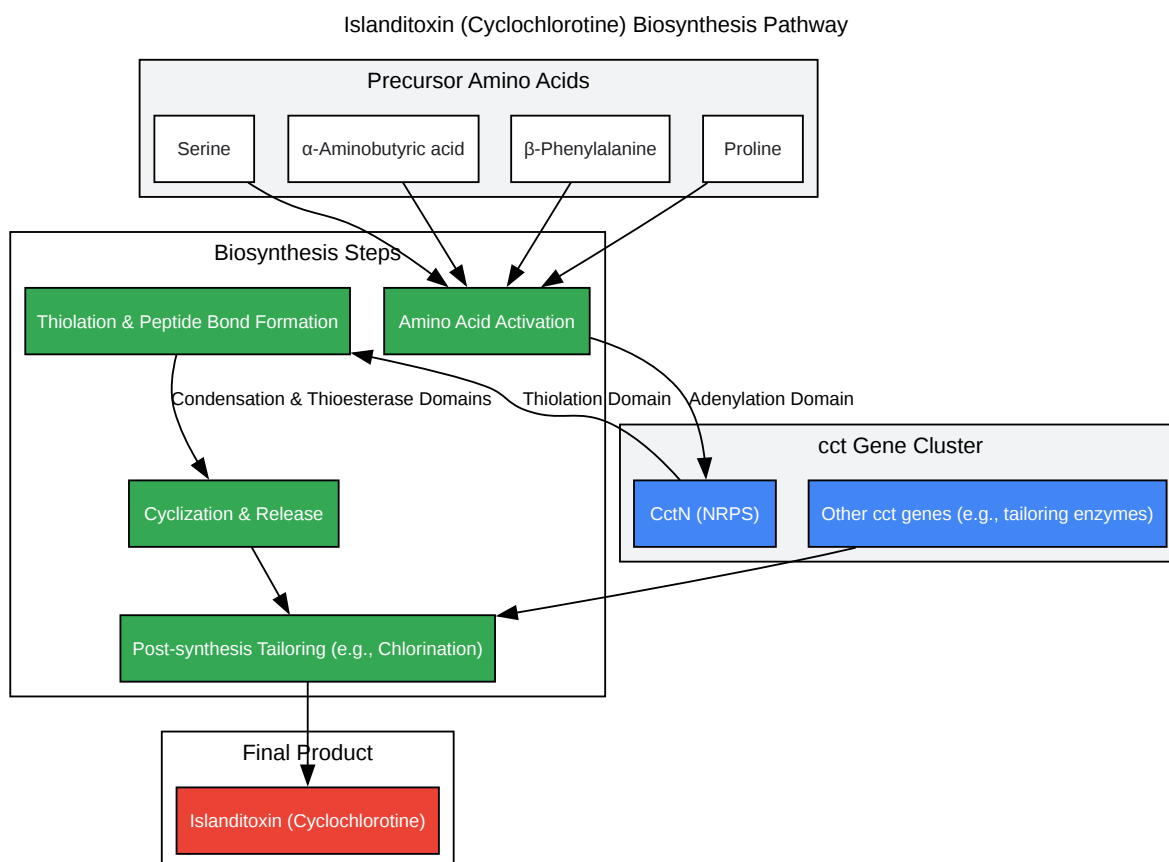 Islanditoxin (Cyclochlorotine) Biosynthesis Pathway
Precursor Amino Acids
Serine
α-Aminobutyric acid
β-Phenylalanine
Proline
Biosynthesis Steps
Thiolation & Peptide Bond Formation
Amino Acid Activation
Condensation & Thioesterase Domains
Thiolation Domain
Adenylation Domain
cct Gene Cluster
Cyclization & Release
CctN (NRPS)
Other cct genes (e.g., tailoring enzymes)
Post-synthesis Tailoring (e.g., Chlorination)
Final Product
Islanditoxin (Cyclochlorotine)